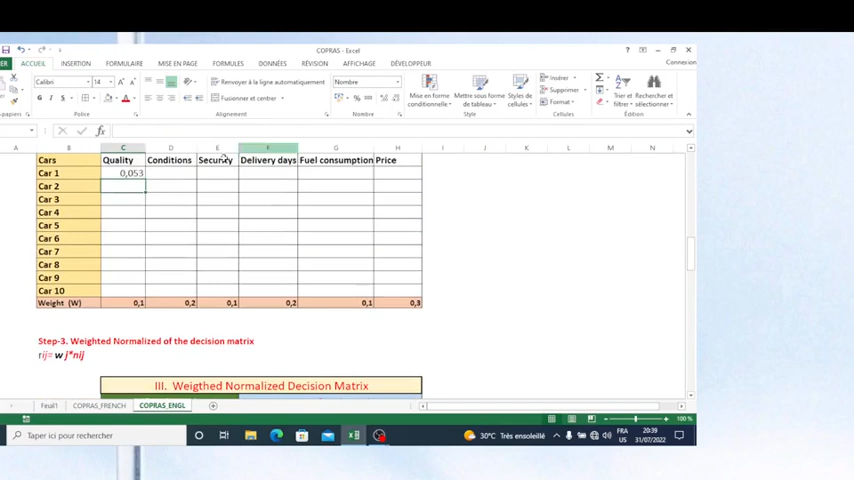 COPRAS - Excel
ACCUEIL INSERTION FORMULAIRE MISE EN PAGE FORMULES DONNÉES RÉVISION AFFICHAGE DÉVELOPPEUR Connexion
Calibri 14 Renvoyer à la ligne automatiquement Nombre Insérer
G I S Fusionner et centrer % Mise en forme conditionnelle Mettre sous forme de tableau Styles de cellules Supprimer Format Trier et filtrer Rechercher et sélectionner
Police Alignement Nombre Style Cellules Édition
A B C D E F G H I J K L M N
Cars Quality Conditions Security Delivery days Fuel consumption Price
Car 1 0,053
Car 2
Car 3
Car 4
Car 5
Car 6
Car 7
Car 8
Car 9
Car 10
Weight (W) 0,1 0,2 0,1 0,2 0,1 0,3
Step-3. Weighted Normalized of the decision matrix
rij= w j*nij
III. Weigthed Normalized Decision Matrix
Feuil1 COPRAS_FRENCH COPRAS_ENGL
100 %
Taper ici pour rechercher 30°C Très ensoleillé FRA US 20:39 31/07/2022